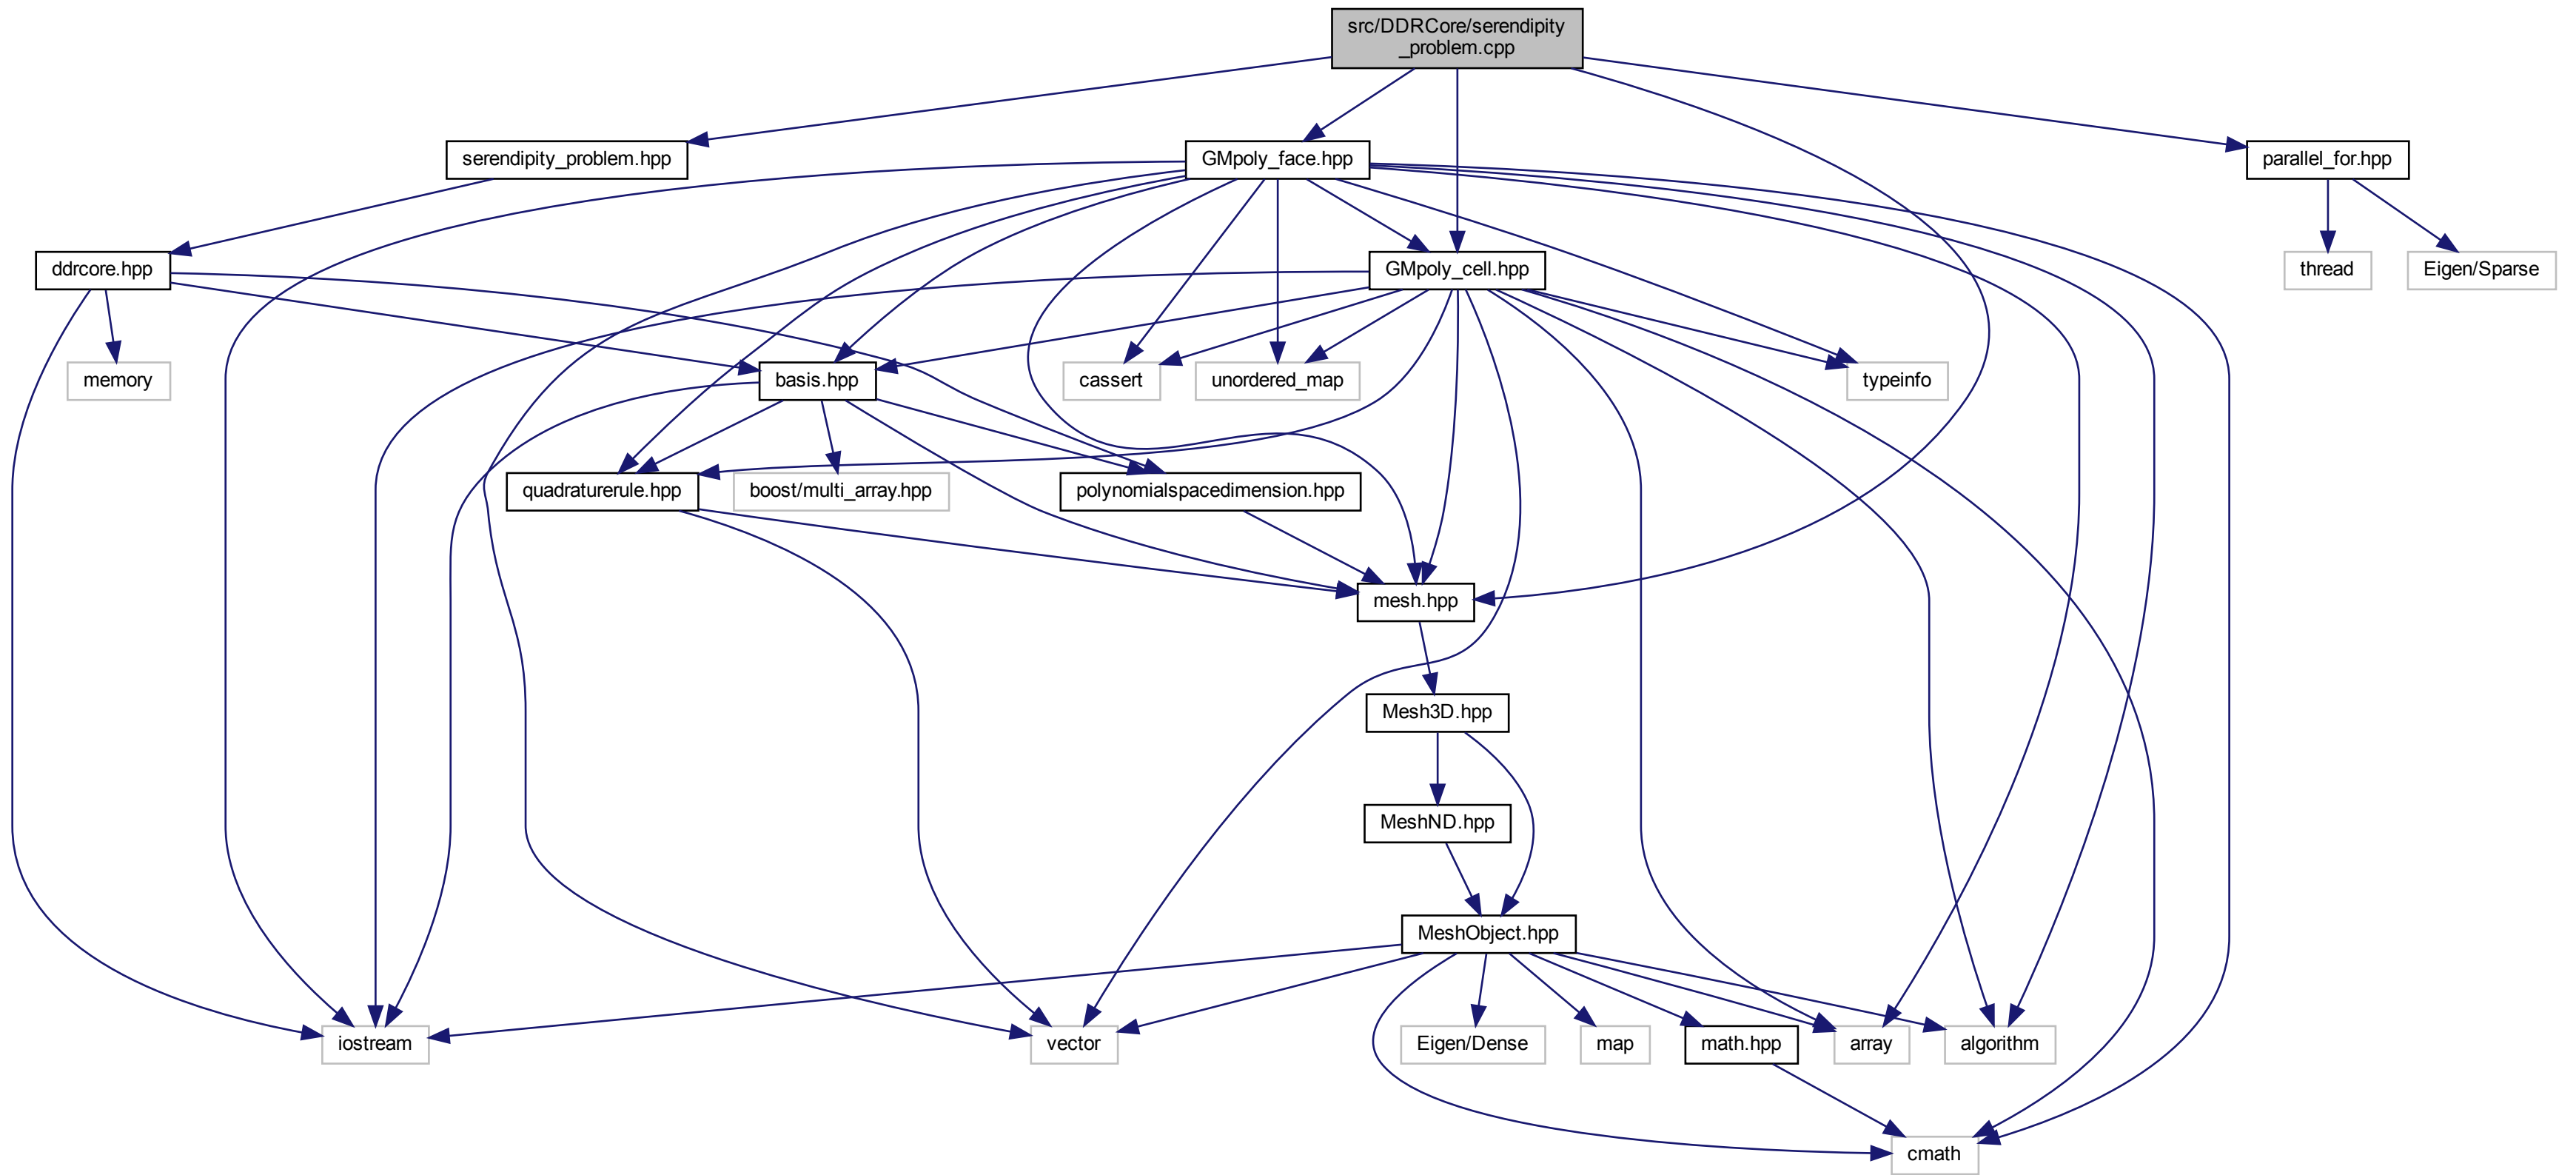 src/DDRCore/serendipity
_problem.cpp
serendipity_problem.hpp
GMpoly_face.hpp
parallel_for.hpp
ddrcore.hpp
GMpoly_cell.hpp
thread
Eigen/Sparse
memory
basis.hpp
cassert
unordered_map
typeinfo
quadraturerule.hpp
boost/multi_array.hpp
polynomialspacedimension.hpp
mesh.hpp
Mesh3D.hpp
MeshND.hpp
MeshObject.hpp
iostream
vector
Eigen/Dense
map
math.hpp
array
algorithm
cmath